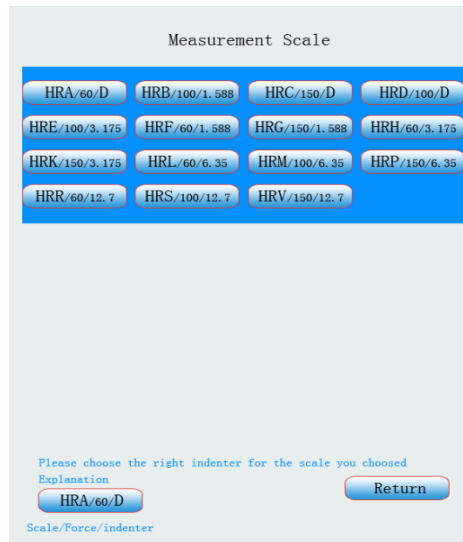 Measurement Scale
HRA/60/D HRB/100/1.588 HRC/150/D HRD/100/D
HRE/100/3.175 HRF/60/1.588 HRG/150/1.588 HRH/60/3.175
HRK/150/3.175 HRL/60/6.35 HRM/100/6.35 HRP/150/6.35
HRR/60/12.7 HRS/100/12.7 HRV/150/12.7
Please choose the right indenter for the scale you choosed
Explanation
HRA/60/D Return
Scale/Force/indenter